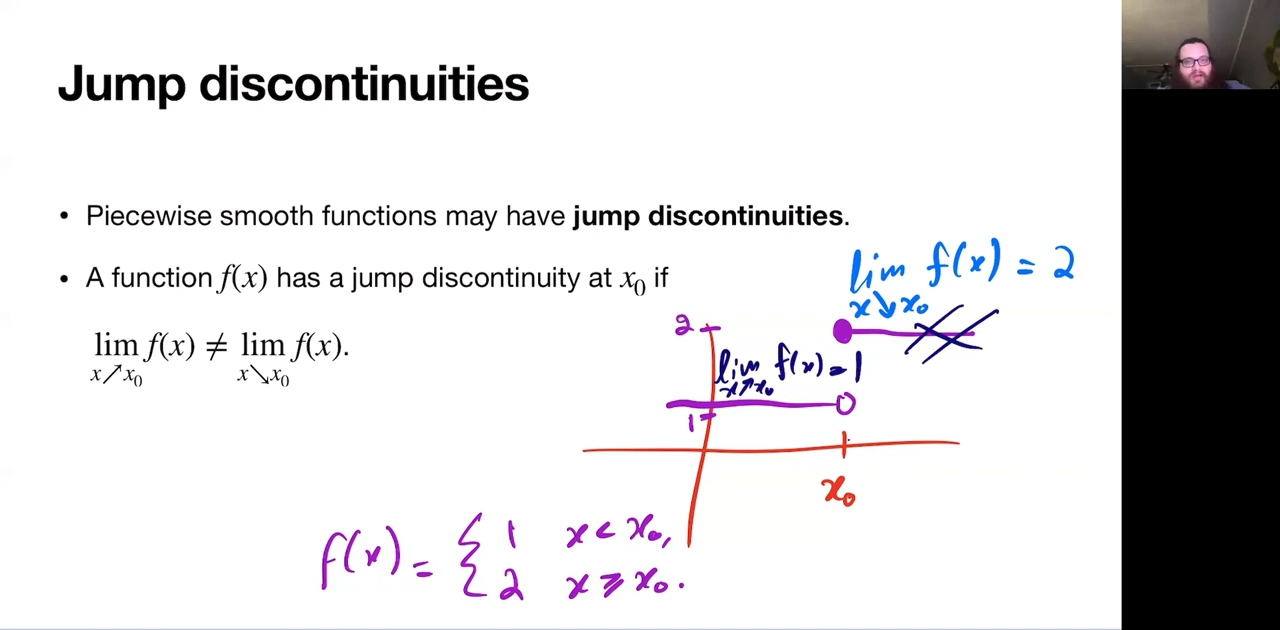 Jump discontinuities
• Piecewise smooth functions may have jump discontinuities.
• A function f(x) has a jump discontinuity at x₀ if
lim f(x) ≠ lim f(x).
x↗x₀ x↘x₀
lim f(x) = 2
x↘x₀
2
lim f(x) = 1
x↗x₀
1
x₀
f(x) = { 1 x < x₀,
2 x ⩾ x₀.